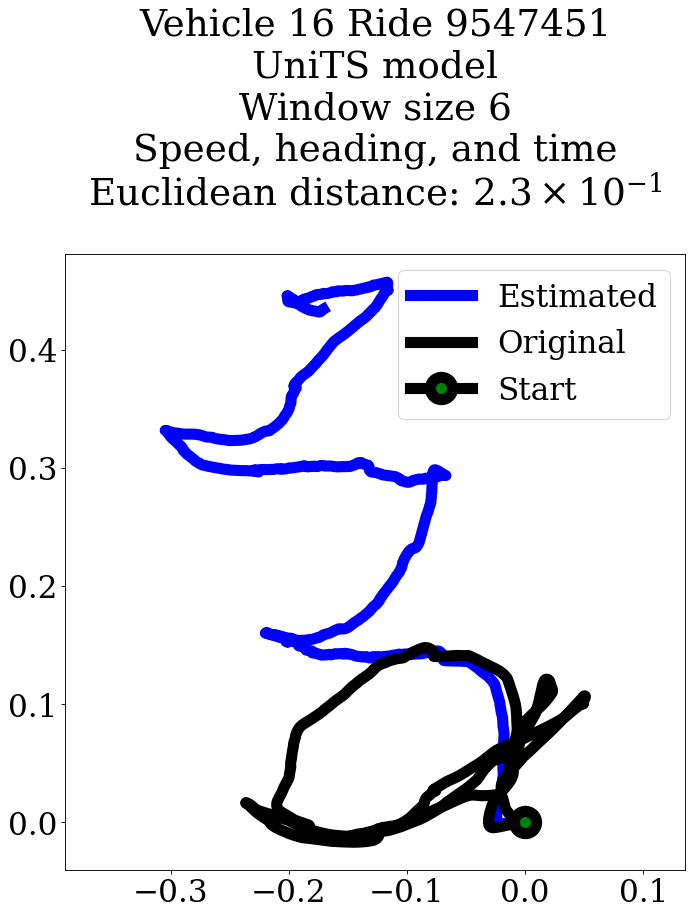 Vehicle 16 Ride 9547451
UniTS model
Window size 6
Speed, heading, and time
Euclidean distance: 2.3 × 10⁻¹
Estimated
Original
Start
0.4
0.3
0.2
0.1
0.0
−0.3 −0.2 −0.1 0.0 0.1